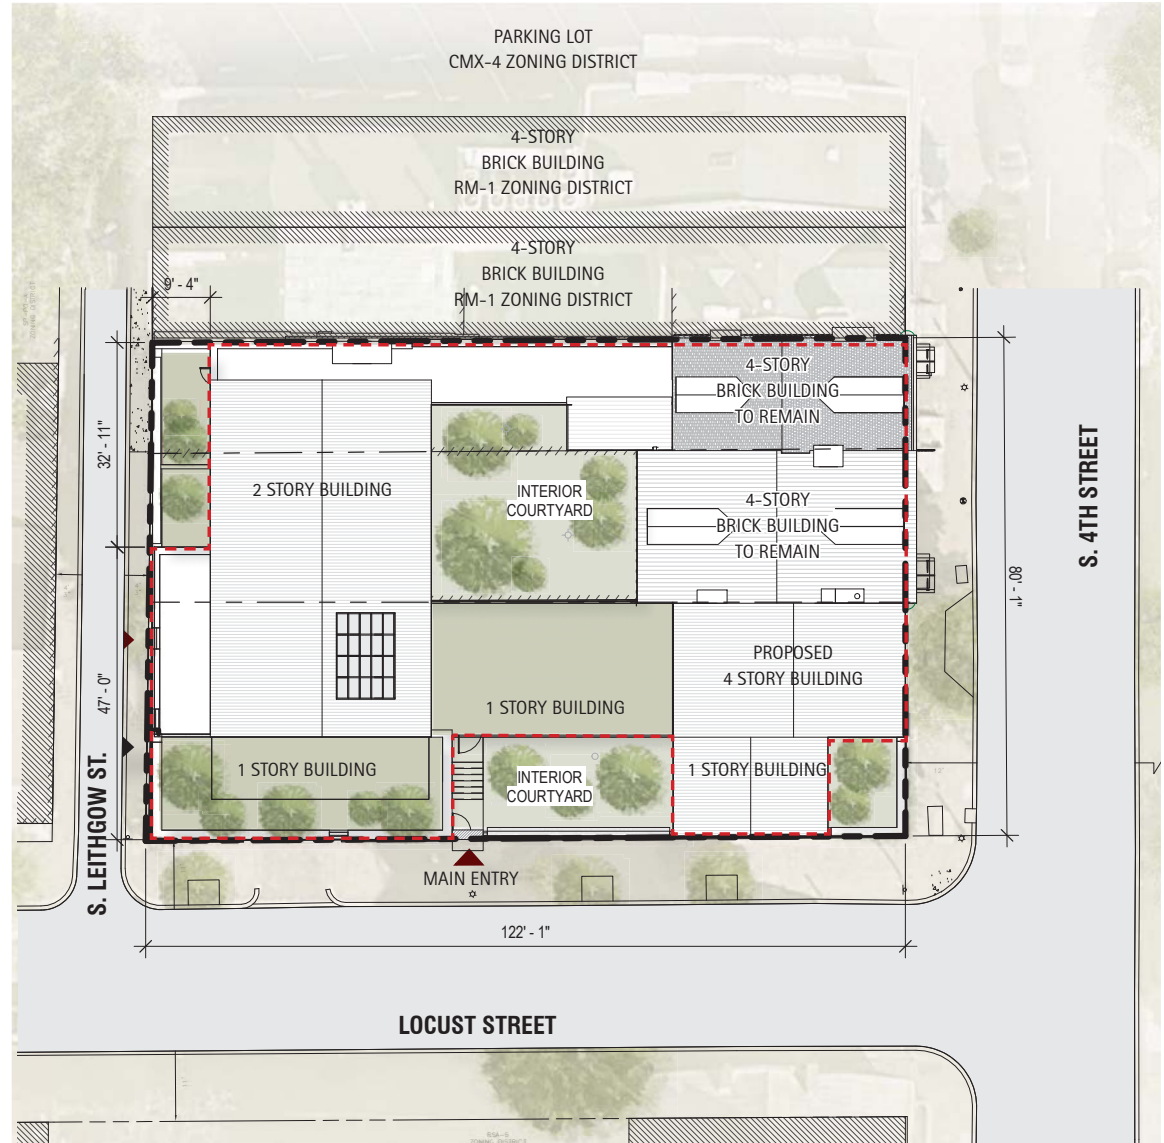 PARKING LOT
CMX-4 ZONING DISTRICT
4-STORY
BRICK BUILDING
RM-1 ZONING DISTRICT
4-STORY
BRICK BUILDING
RM-1 ZONING DISTRICT
9' - 4"
4-STORY
BRICK BUILDING
TO REMAIN
32' - 11"
2 STORY BUILDING
INTERIOR
COURTYARD
4-STORY
BRICK BUILDING
TO REMAIN
S. 4TH STREET
80' - 1"
PROPOSED
4 STORY BUILDING
47' - 0"
1 STORY BUILDING
1 STORY BUILDING
INTERIOR
COURTYARD
1 STORY BUILDING
12'
S. LEITHGOW ST.
MAIN ENTRY
122' - 1"
LOCUST STREET
ZONING DISTRICT